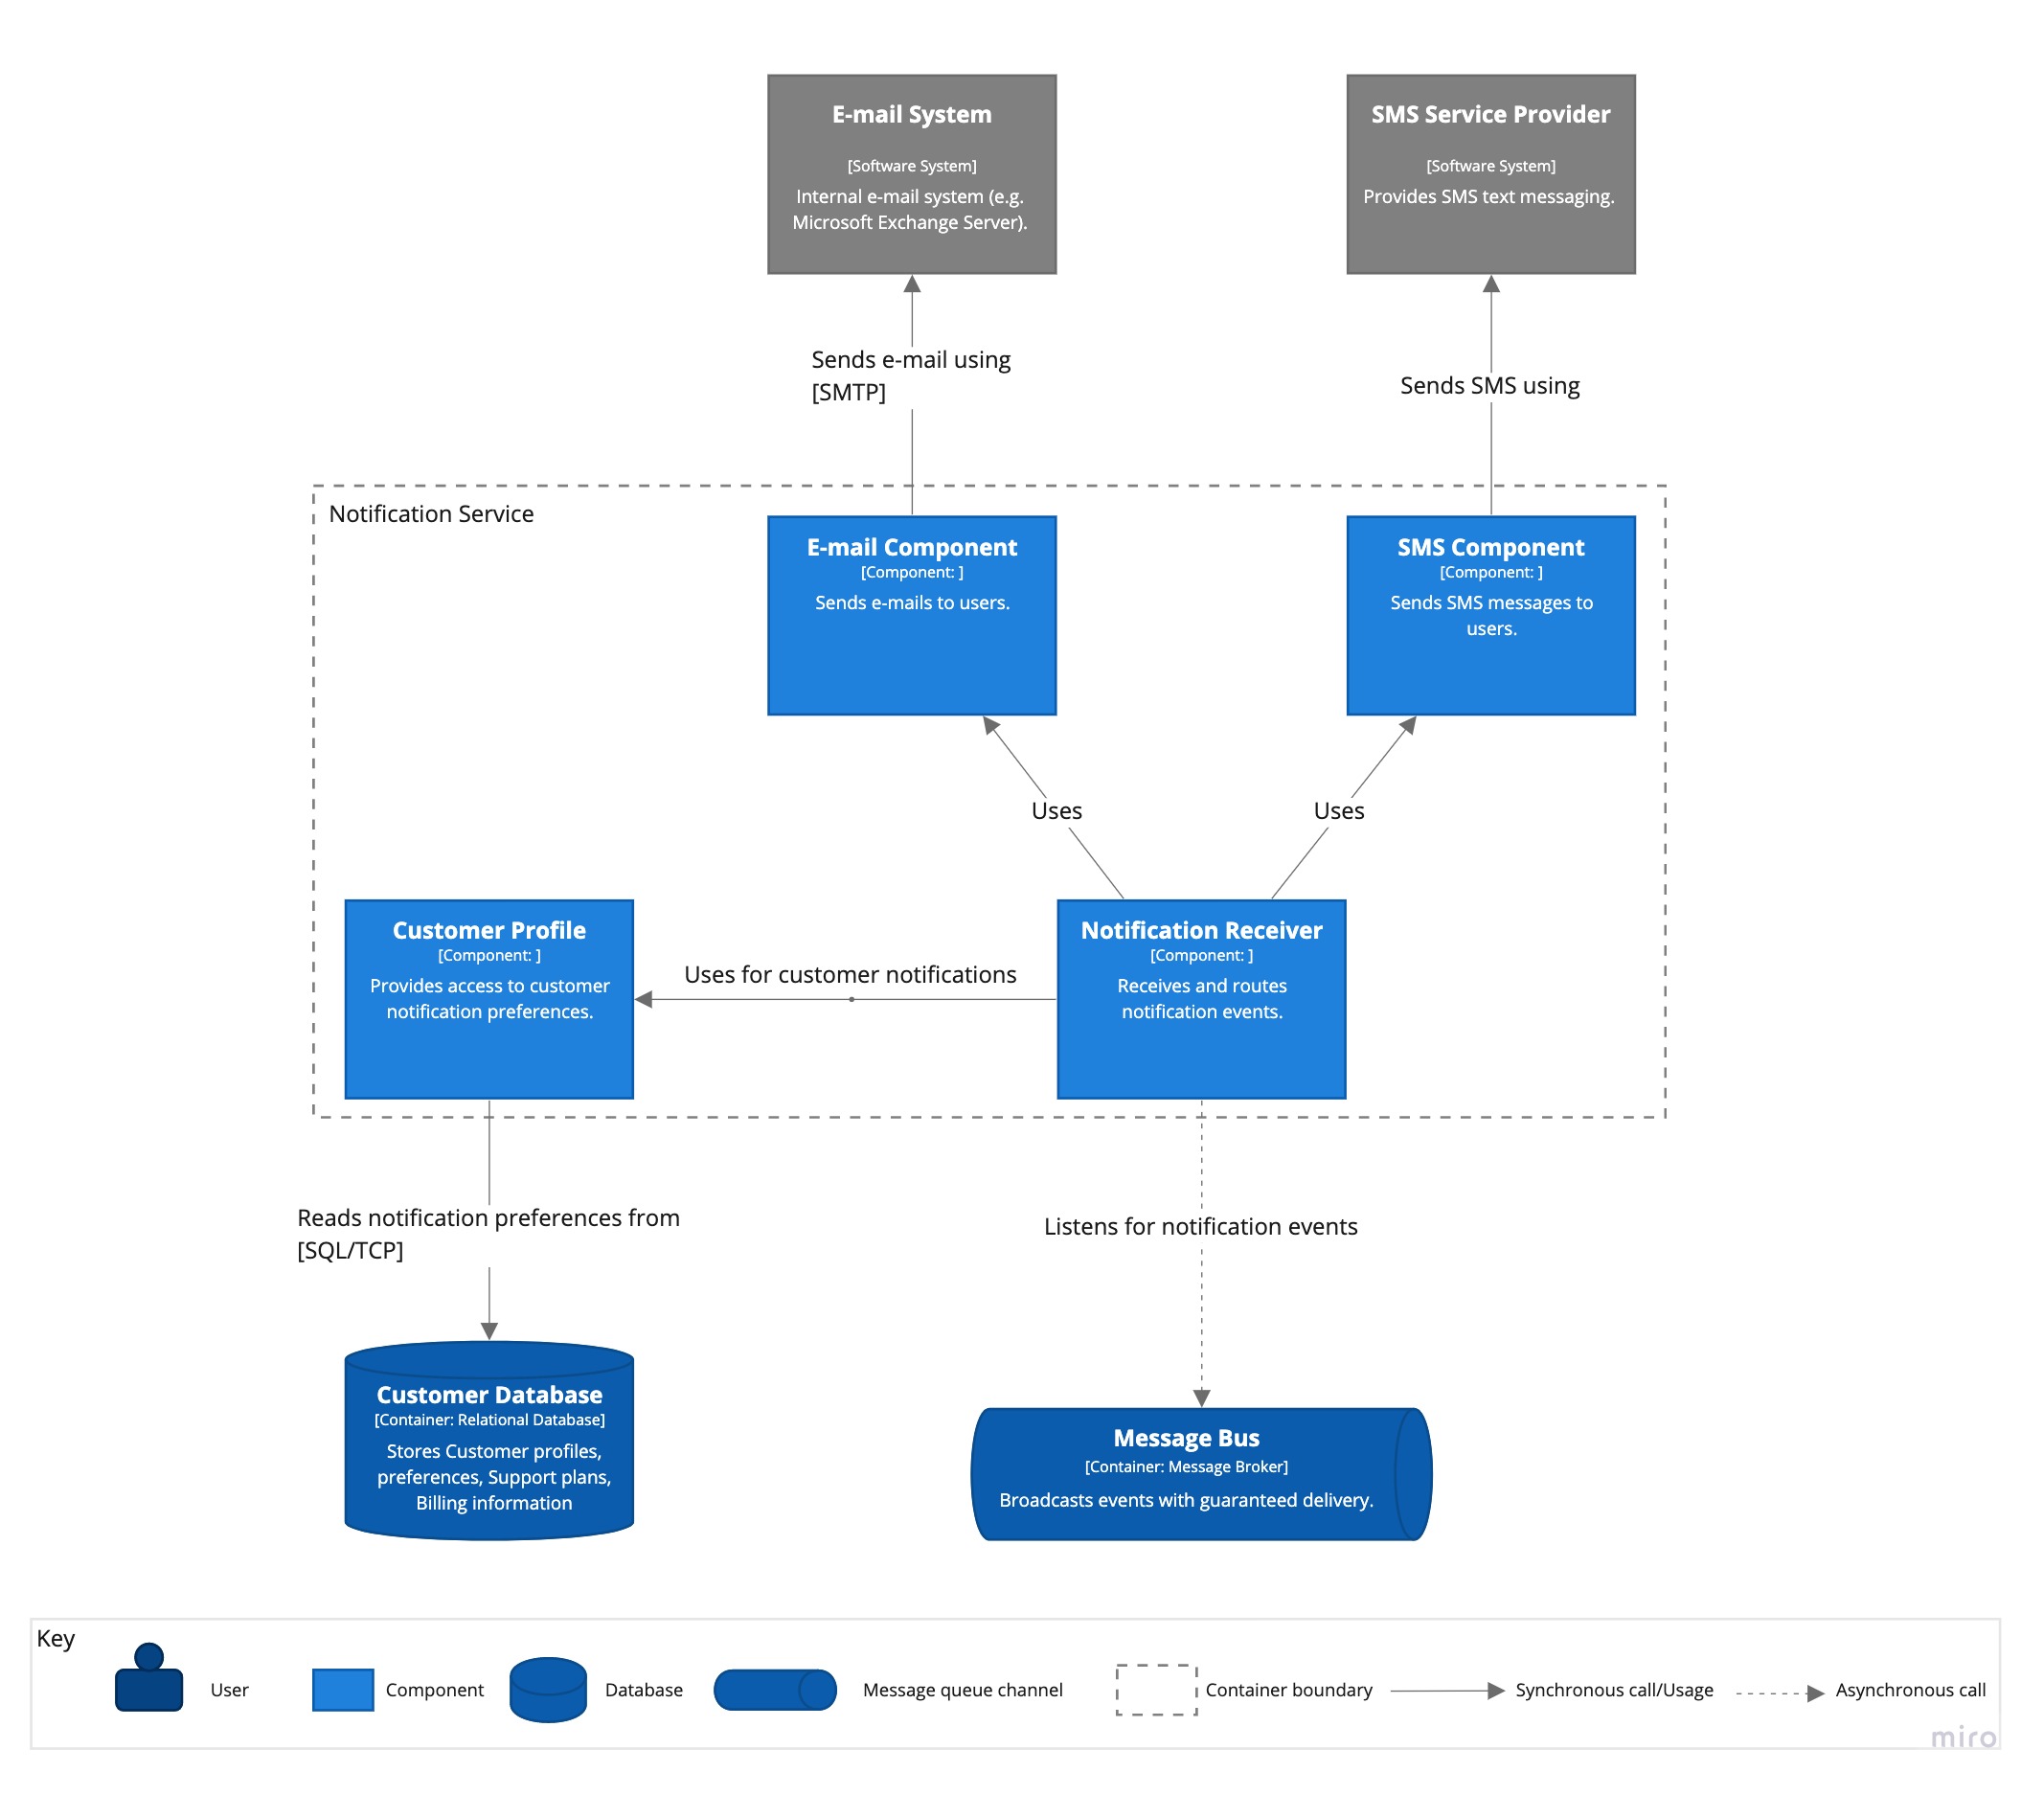 E-mail System
[Software System]
Internal e-mail system (e.g.
Microsoft Exchange Server).
SMS Service Provider
[Software System]
Provides SMS text messaging.
Sends e-mail using
[SMTP]
Sends SMS using
Notification Service
E-mail Component
[Component: ]
Sends e-mails to users.
SMS Component
[Component: ]
Sends SMS messages to
users.
Uses
Uses
Customer Profile
[Component: ]
Provides access to customer
notification preferences.
Uses for customer notifications
Notification Receiver
[Component: ]
Receives and routes
notification events.
Reads notification preferences from
[SQL/TCP]
Listens for notification events
Customer Database
[Container: Relational Database]
Stores Customer profiles,
preferences, Support plans,
Billing information
Message Bus
[Container: Message Broker]
Broadcasts events with guaranteed delivery.
Key
User
Component
Database
Message queue channel
Container boundary
Synchronous call/Usage
Asynchronous call
miro